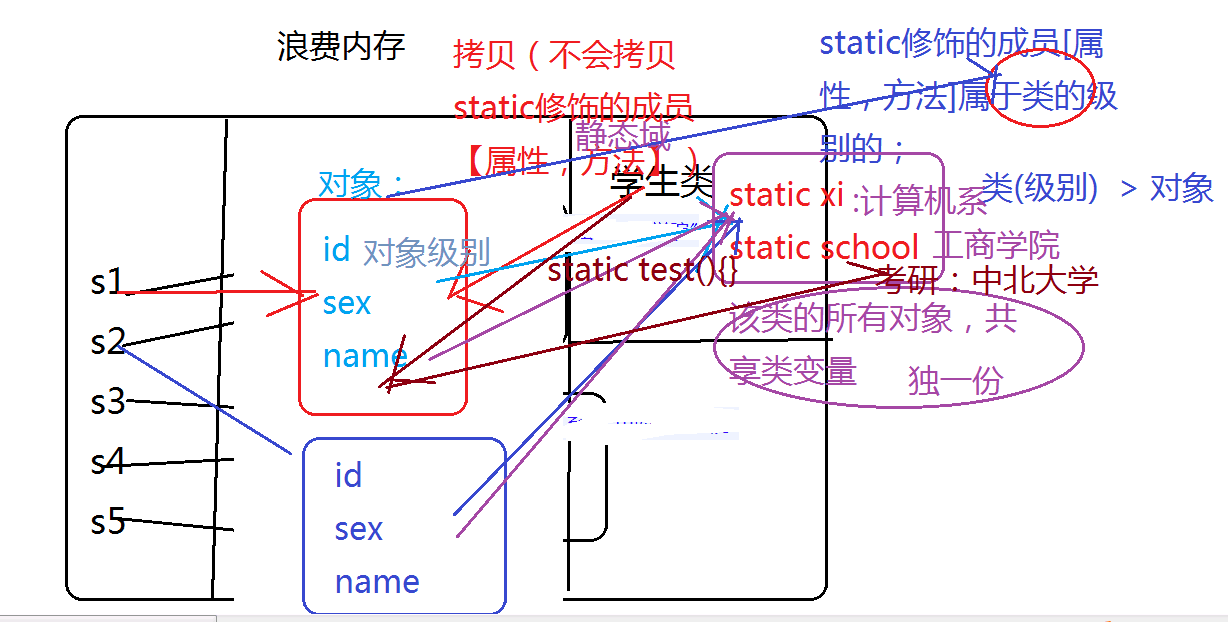 浪费内存
拷贝（不会拷贝
static修饰的成员
【属性，方法】）
static修饰的成员[属
性，方法]属于类的级
别的；
类(级别) > 对象
静态域
学生类
对象：
id 对象级别
sex
name
static xi :计算机系
static school 工商学院
static test(){}
考研：中北大学
该类的所有对象，共
享类变量
独一份
s1
s2
s3
s4
s5
id
sex
name